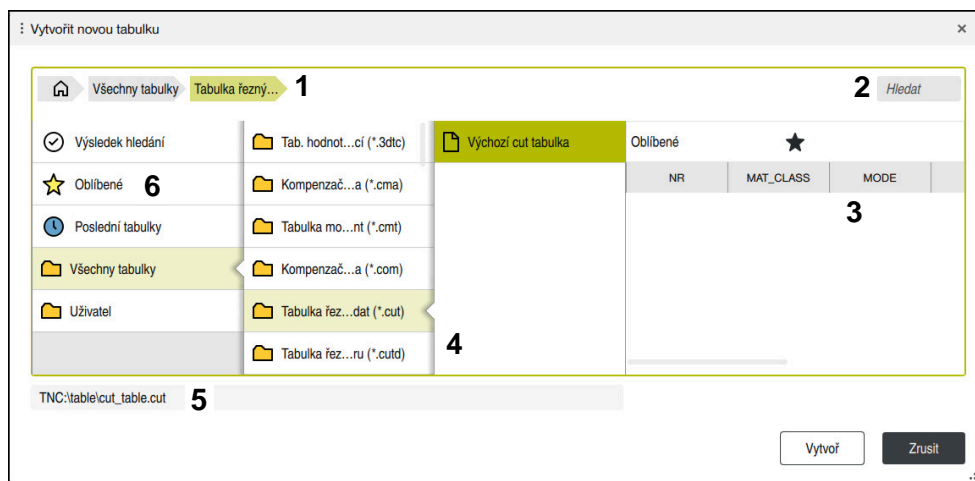 Vytvořit novou tabulku
Všechny tabulky Tabulka řezný... 1 2 Hledat
Výsledek hledání Tab. hodnot...cí (*.3dtc) Výchozí cut tabulka Oblíbené
Oblíbené 6 Kompenzač...a (*.cma) NR MAT_CLASS MODE
3
Poslední tabulky Tabulka mo...nt (*.cmt)
Všechny tabulky Kompenzač...a (*.com)
Uživatel Tabulka řez...dat (*.cut)
4
Tabulka řez...ru (*.cutd)
TNC:\table\cut_table.cut 5
Vytvoř Zrusit